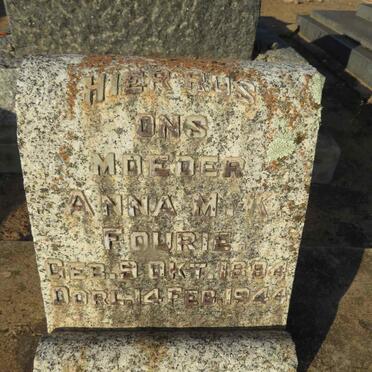 HIER RUS
ONS
MOEDER
ANNA M. K.
FOURIE
GEB. 8 OKT. 1884
OORL. 14 FEB. 1944